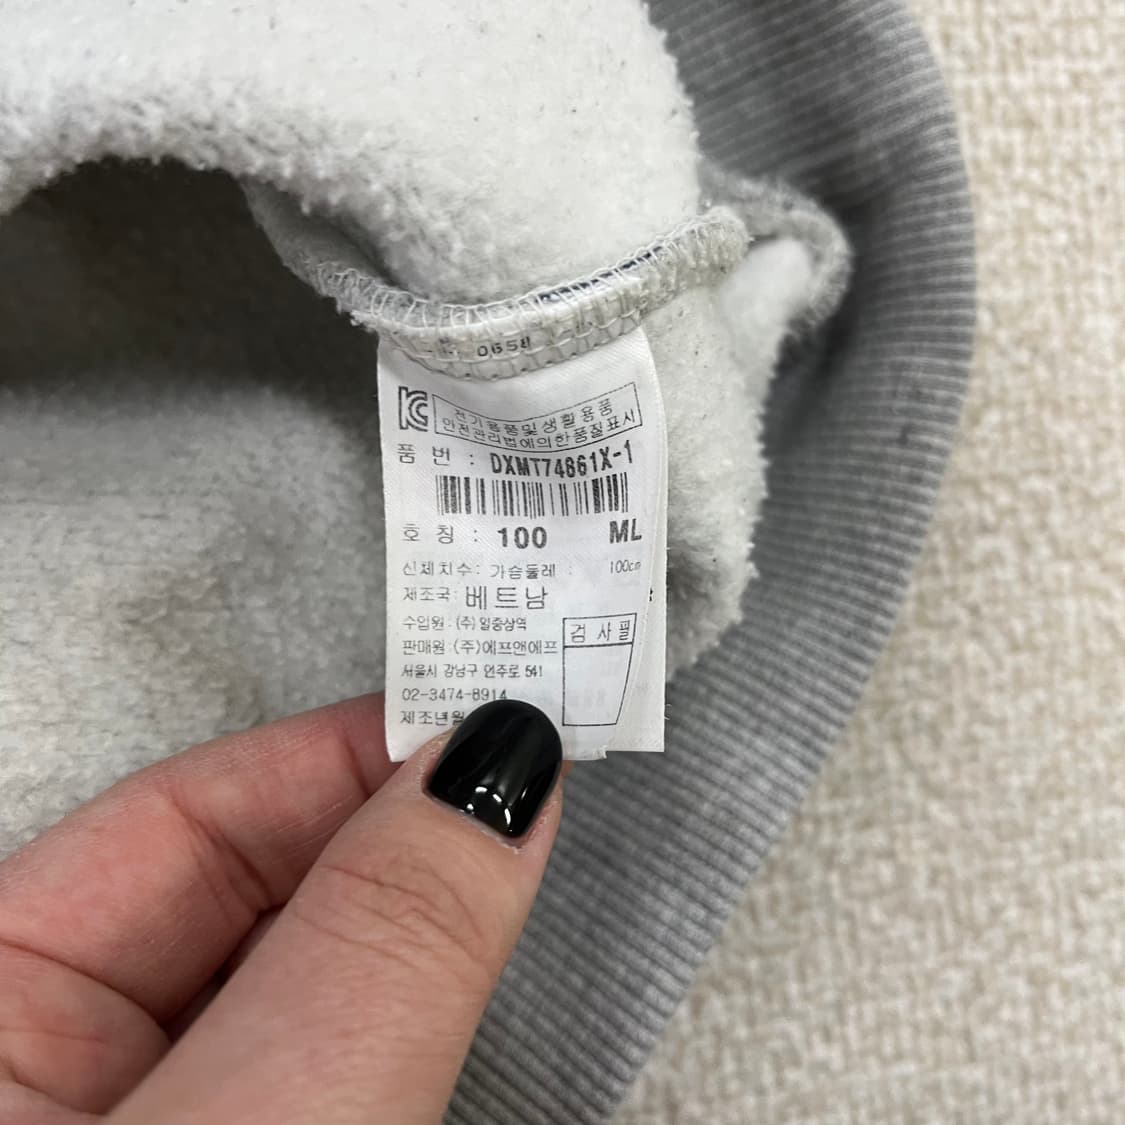 0658
전기용품및생활용품
안전관리법에의한품질표시
품 번 : DXMT74861X-1
호 칭 : 100 ML
신체치수: 가슴둘레 : 100cm
제조국: 베트남
수입원 : (주)일중상역
검 사 필
판매원 : (주)에프앤에프
서울시 강남구 언주로 541
02-3474-8914
제조년월